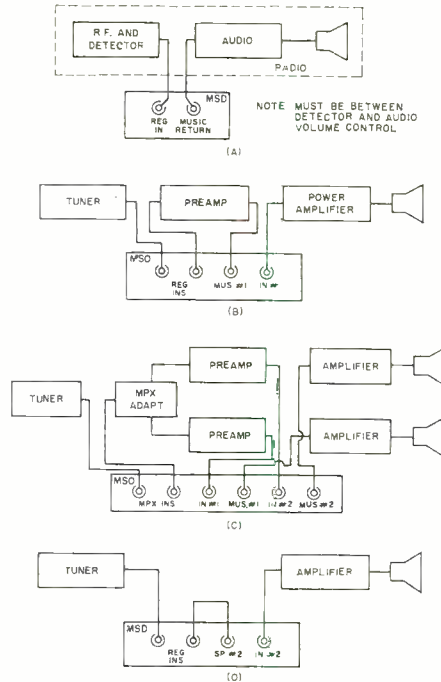 R.F. AND
DETECTOR
AUDIO
RADIO
MSD
REG
IN
MUSIC
RETURN
NOTE MUST BE BETWEEN
DETECTOR AND AUDIO
VOLUME CONTROL
(A)
TUNER
PREAMP
POWER
AMPLIFIER
MSO
REG
INS
MUS #1
IN #
(B)
TUNER
MPX
ADAPT
PREAMP
PREAMP
AMPLIFIER
AMPLIFIER
MSO
MPX INS
IN #1
MUS #1
IN #2
MUS #2
(C)
TUNER
AMPLIFIER
MSD
REG
INS
SP #2
IN #2
(D)